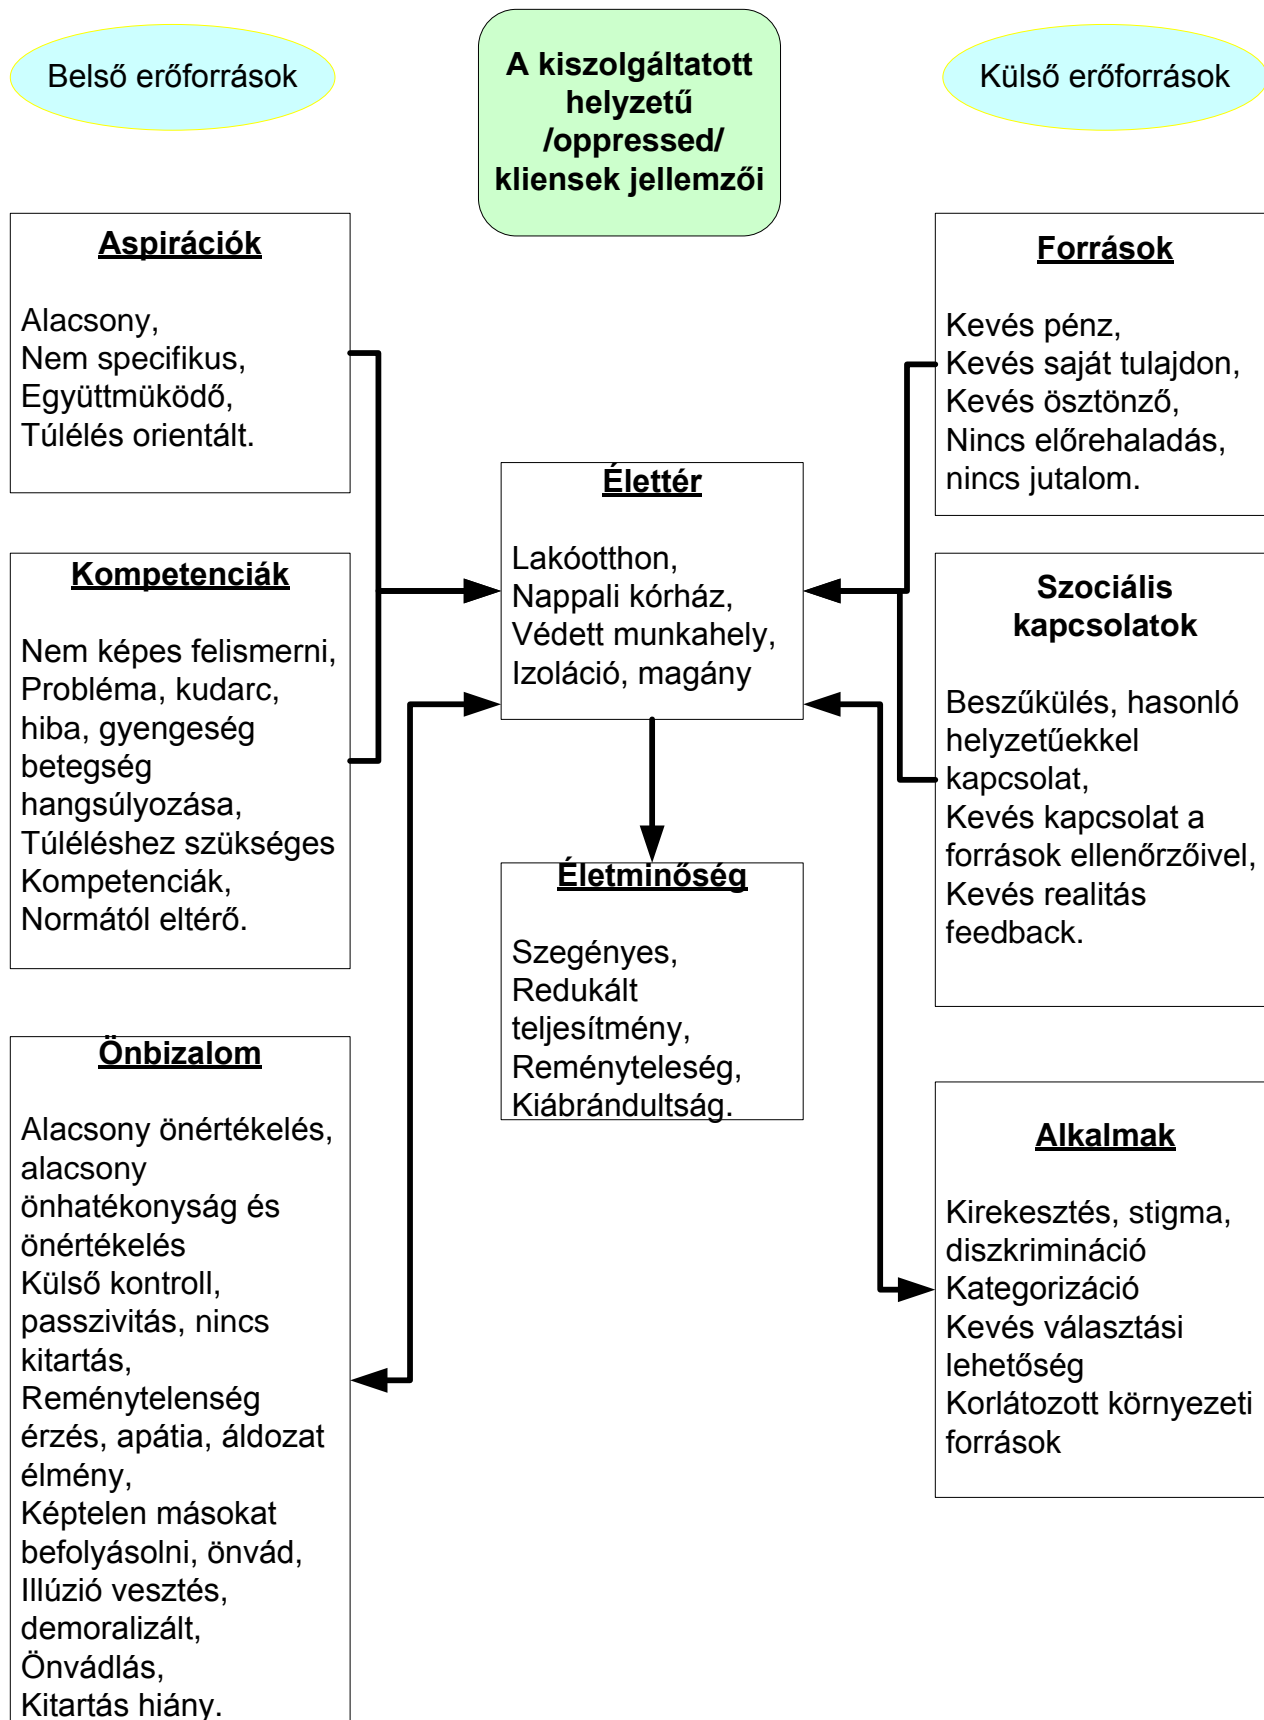 Belső erőforrások
A kiszolgáltatott
helyzetű
/oppressed/
kliensek jellemzői
Külső erőforrások
Aspirációk
Alacsony,
Nem specifikus,
Együttmüködő,
Túlélés orientált.
Kompetenciák
Nem képes felismerni,
Probléma, kudarc,
hiba, gyengeség
betegség
hangsúlyozása,
Túléléshez szükséges
Kompetenciák,
Normától eltérő.
Önbizalom
Alacsony önértékelés,
alacsony
önhatékonyság és
önértékelés
Külső kontroll,
passzivitás, nincs
kitartás,
Reménytelenség
érzés, apátia, áldozat
élmény,
Képtelen másokat
befolyásolni, önvád,
Illúzió vesztés,
demoralizált,
Önvádlás,
Kitartás hiány.
Élettér
Lakóotthon,
Nappali kórház,
Védett munkahely,
Izoláció, magány
Életminőség
Szegényes,
Redukált
teljesítmény,
Reményteleség,
Kiábrándultság.
Források
Kevés pénz,
Kevés saját tulajdon,
Kevés ösztönző,
Nincs előrehaladás,
nincs jutalom.
Szociális
kapcsolatok
Beszűkülés, hasonló
helyzetűekkel
kapcsolat,
Kevés kapcsolat a
források ellenőrzőivel,
Kevés realitás
feedback.
Alkalmak
Kirekesztés, stigma,
diszkrimináció
Kategorizáció
Kevés választási
lehetőség
Korlátozott környezeti
források